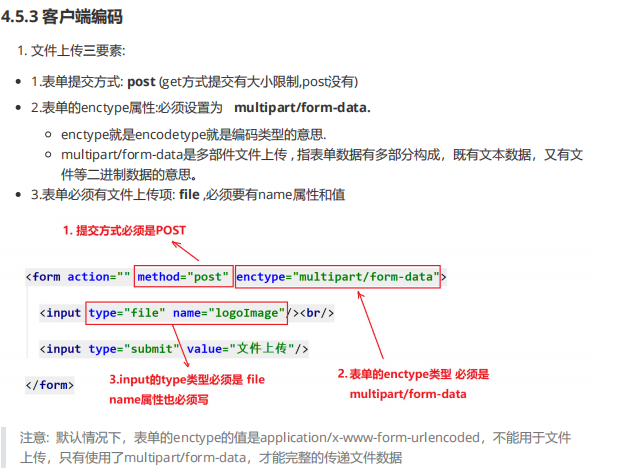 4.5.3 客户端编码
1. 文件上传三要素:
1.表单提交方式: post (get方式提交有大小限制,post没有)
2.表单的enctype属性:必须设置为 multipart/form-data.
enctype就是encodetype就是编码类型的意思.
multipart/form-data是多部件文件上传 , 指表单数据有多部分构成，既有文本数据，又有文
件等二进制数据的意思。
3.表单必须有文件上传项: file ,必须要有name属性和值
1. 提交方式必须是POST
<form action="" method="post" enctype="multipart/form-data">
<input type="file" name="logoImage"/><br/>
<input type="submit" value="文件上传"/>
</form>
3.input的type类型必须是 file
name属性也必须写
2. 表单的enctype类型 必须是
multipart/form-data
注意: 默认情况下，表单的enctype的值是application/x-www-form-urlencoded，不能用于文件
上传，只有使用了multipart/form-data，才能完整的传递文件数据